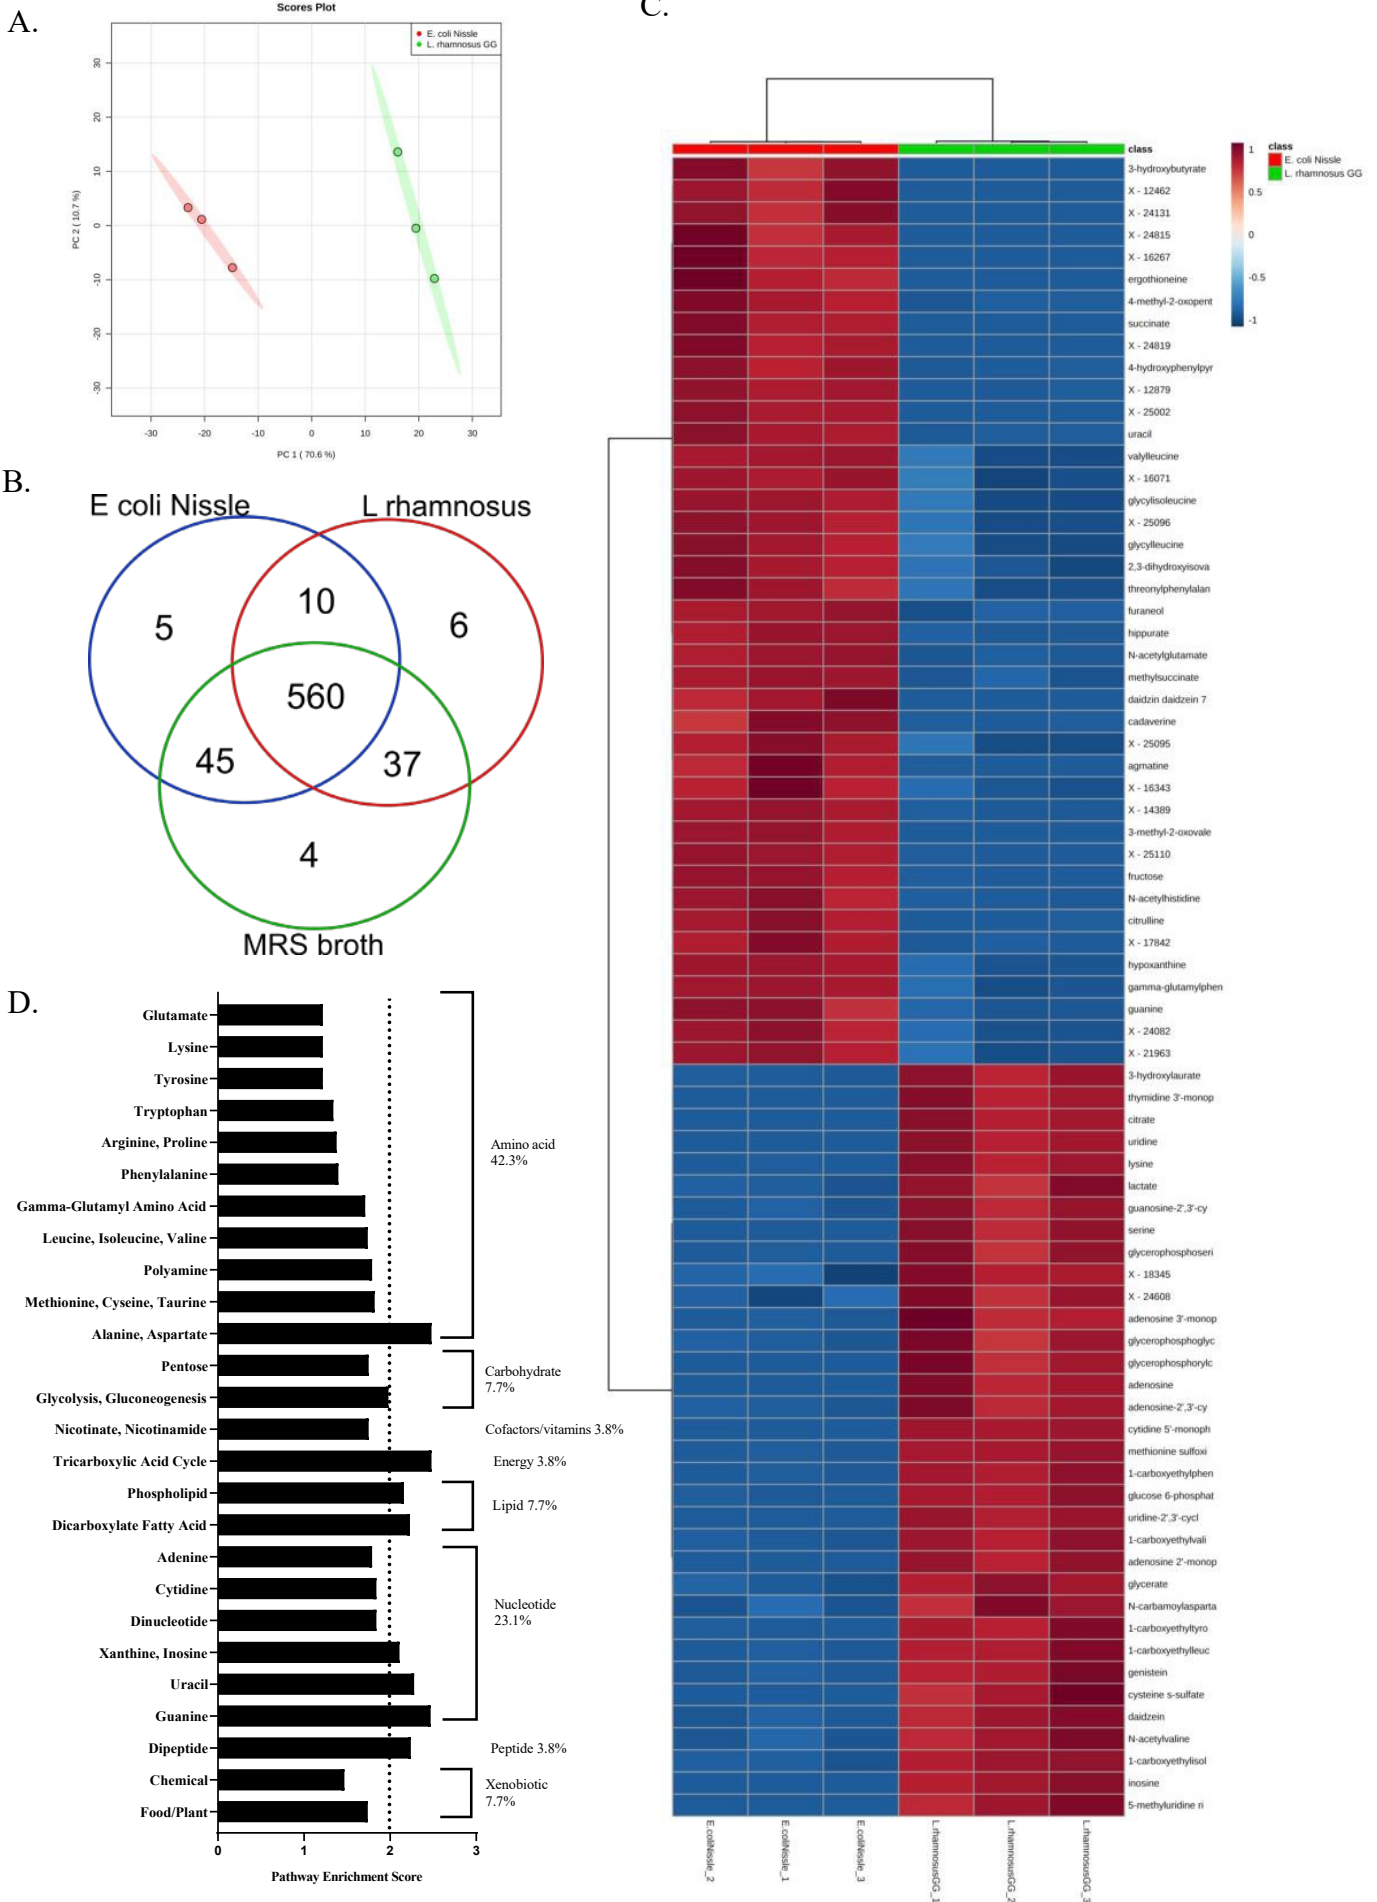 A.
Scores Plot
E. coli Nissle
L. rhamnosus GG
30
20
10
0
-10
-20
-30
PC 2 ( 10.7 %)
-30
-20
-10
0
10
20
30
PC 1 ( 70.6 %)
B.
E coli Nissle
L rhamnosus
10
5
6
560
45
37
4
MRS broth
C.
class
3-hydroxybutyrate
X - 12462
X - 24131
X - 24815
X - 16267
ergothioneine
4-methyl-2-oxopent
succinate
X - 24819
4-hydroxyphenylpyr
X - 12879
X - 25002
uracil
valylleucine
X - 16071
glycylisoleucine
X - 25096
glycylleucine
2,3-dihydroxyisova
threonylphenylalan
furaneol
hippurate
N-acetylglutamate
methylsuccinate
daidzin daidzein 7
cadaverine
X - 25095
agmatine
X - 16343
X - 14389
3-methyl-2-oxovale
X - 25110
fructose
N-acetylhistidine
citrulline
X - 17842
hypoxanthine
gamma-glutamylphen
guanine
X - 24082
X - 21963
3-hydroxylaurate
thymidine 3'-monop
citrate
uridine
lysine
lactate
guanosine-2',3'-cy
serine
glycerophosphoseri
X - 18345
X - 24608
adenosine 3'-monop
glycerophosphoglyc
glycerophosphorylc
adenosine
adenosine-2',3'-cy
cytidine 5'-monoph
methionine sulfoxi
1-carboxyethylphen
glucose 6-phosphat
uridine-2',3'-cycl
1-carboxyethylvali
adenosine 2'-monop
glycerate
N-carbamoylasparta
1-carboxyethyltyro
1-carboxyethylleuc
genistein
cysteine s-sulfate
daidzein
N-acetylvaline
1-carboxyethylisol
inosine
5-methyluridine ri
E.coliNissle_2
E.coliNissle_1
E.coliNissle_3
L.rhamnosusGG_1
L.rhamnosusGG_2
L.rhamnosusGG_3
1
0.5
0
-0.5
-1
class
E. coli Nissle
L. rhamnosus GG
D.
Glutamate
Lysine
Tyrosine
Tryptophan
Arginine, Proline
Phenylalanine
Gamma-Glutamyl Amino Acid
Leucine, Isoleucine, Valine
Polyamine
Methionine, Cyseine, Taurine
Alanine, Aspartate
Pentose
Glycolysis, Gluconeogenesis
Nicotinate, Nicotinamide
Tricarboxylic Acid Cycle
Phospholipid
Dicarboxylate Fatty Acid
Adenine
Cytidine
Dinucleotide
Xanthine, Inosine
Uracil
Guanine
Dipeptide
Chemical
Food/Plant
Amino acid
42.3%
Carbohydrate
7.7%
Cofactors/vitamins 3.8%
Energy 3.8%
Lipid 7.7%
Nucleotide
23.1%
Peptide 3.8%
Xenobiotic
7.7%
0
1
2
3
Pathway Enrichment Score